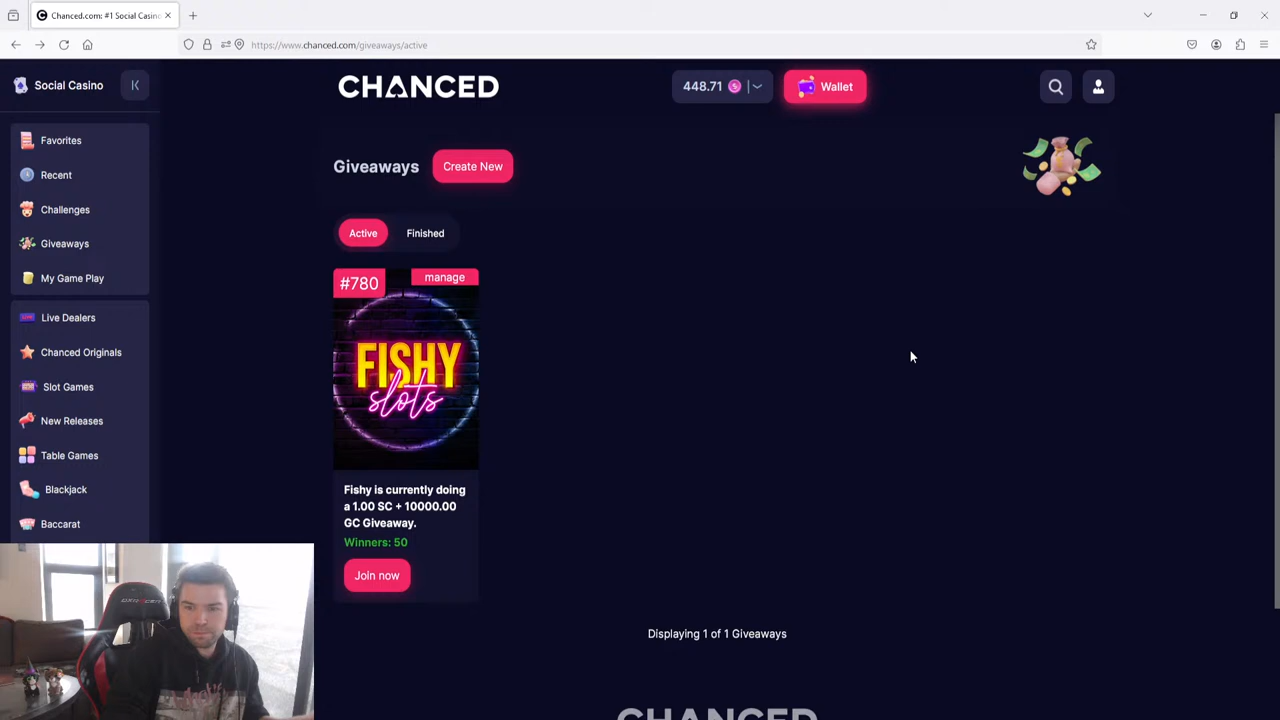 Chanced.com: #1 Social Casino
https://www.chanced.com/giveaways/active
Social Casino
CHANCED
448.71
Wallet
Favorites
Recent
Challenges
Giveaways
My Game Play
Live Dealers
Chanced Originals
Slot Games
New Releases
Table Games
Blackjack
Baccarat
Giveaways
Create New
Active
Finished
#780
manage
FISHY
slots
Fishy is currently doing
a 1.00 SC + 10000.00
GC Giveaway.
Winners: 50
Join now
Displaying 1 of 1 Giveaways
CHANCED